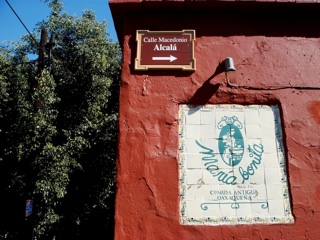 Calle Macedonio
Alcalá
María Bonita
COMIDA ANTIGUA
OAXAQUEÑA